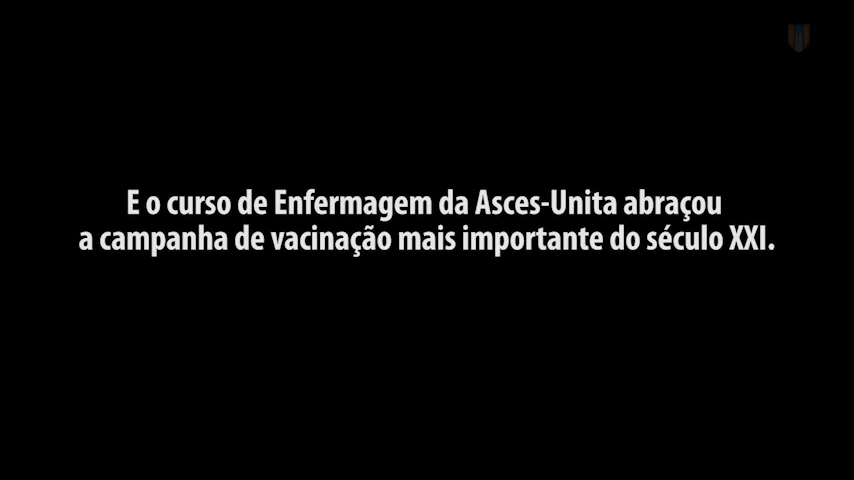 E o curso de Enfermagem da Asces-Unita abraçou
a campanha de vacinação mais importante do século XXI.